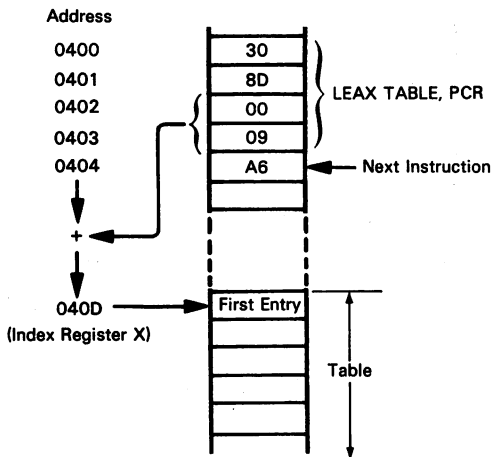 Address
0400 30
0401 8D
LEAX TABLE, PCR
0402 00
0403 09
0404 A6 Next Instruction
+
040D First Entry
(Index Register X)
Table